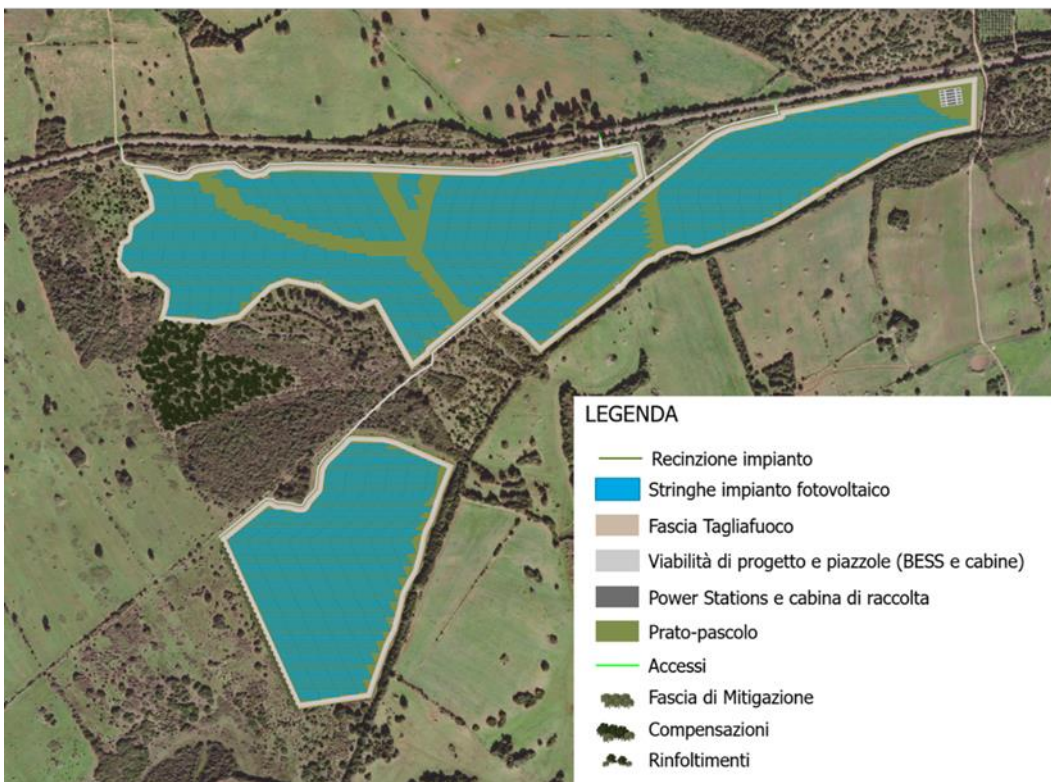 LEGENDA
Recinzione impianto
Stringhe impianto fotovoltaico
Fascia Tagliafuoco
Viabilità di progetto e piazzole (BESS e cabine)
Power Stations e cabina di raccolta
Prato-pascolo
Accessi
Fascia di Mitigazione
Compensazioni
Rinfoltimenti